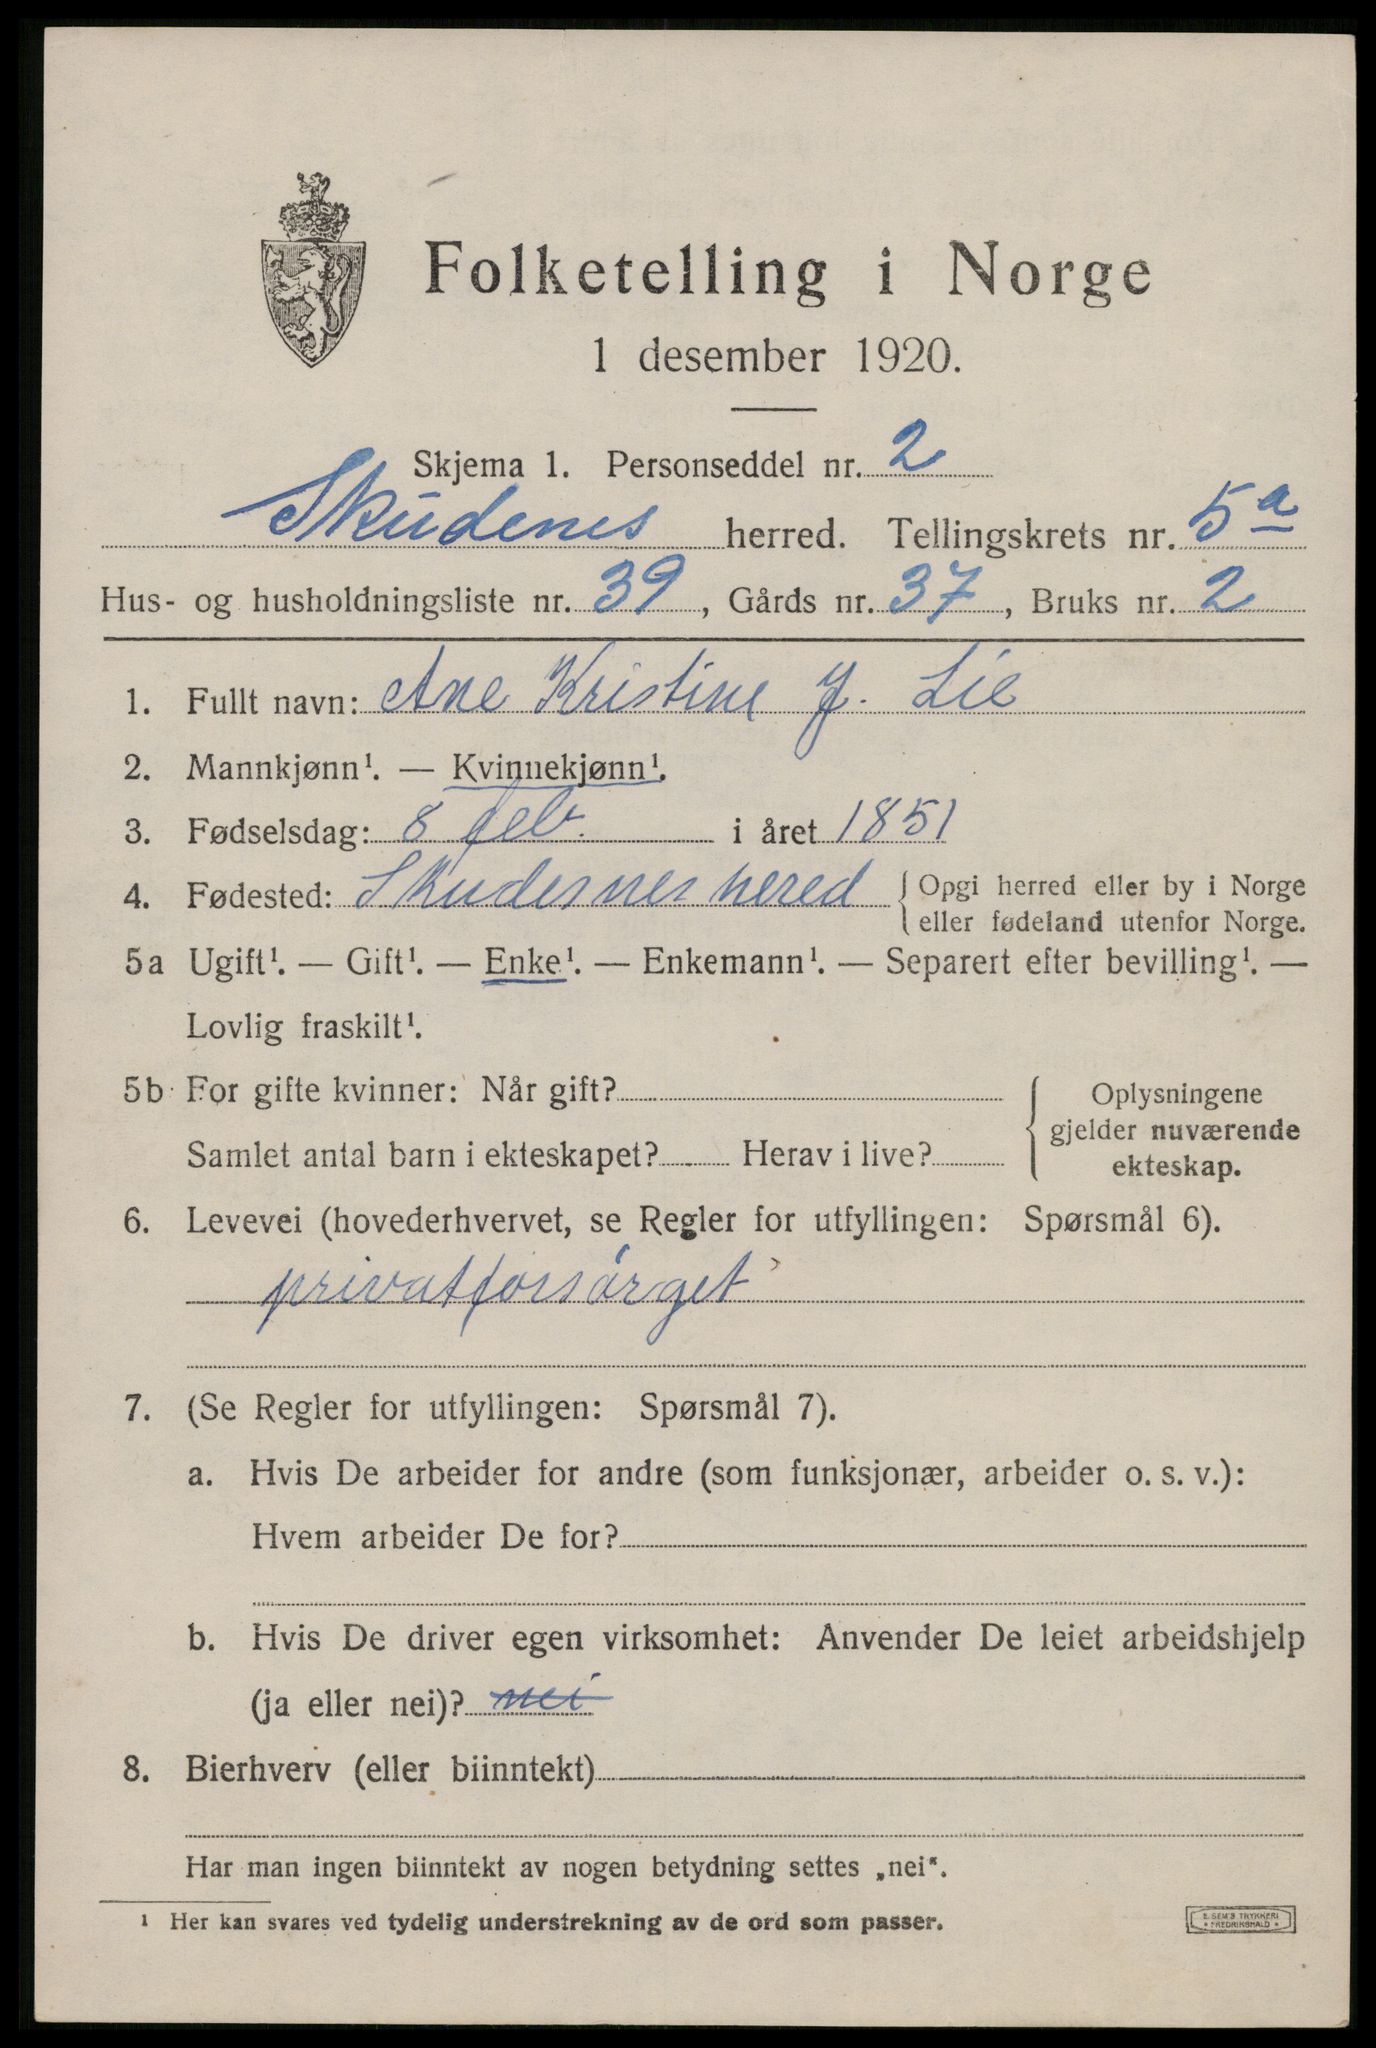 Folketelling i Norge
1 desember 1920.
Skjema 1. Personseddel nr. 2
Skudenes herred. Tellingskrets nr. 5a
Hus- og husholdningsliste nr. 39, Gårds nr. 37, Bruks nr. 2
1. Fullt navn: Ane Kristine J. Lie
2. Mannkjønn¹. — Kvinnekjønn¹.
3. Fødselsdag: 8 feb. i året 1851
4. Fødested: Skudesnes hered { Opgi herred eller by i Norge
eller fødeland utenfor Norge.
5a Ugift¹. — Gift¹. — Enke¹. — Enkemann¹. — Separert efter bevilling¹. —
Lovlig fraskilt¹.
5b For gifte kvinner: Når gift?
Samlet antal barn i ekteskapet? Herav i live?
Oplysningene
gjelder nuværende
ekteskap.
6. Levevei (hovederhvervet, se Regler for utfyllingen: Spørsmål 6).
privatforsørget
7. (Se Regler for utfyllingen: Spørsmål 7).
a. Hvis De arbeider for andre (som funksjonær, arbeider o. s. v.):
Hvem arbeider De for?
b. Hvis De driver egen virksomhet: Anvender De leiet arbeidshjelp
(ja eller nei)? nei
8. Bierhverv (eller biinntekt)
Har man ingen biinntekt av nogen betydning settes „nei“.
¹ Her kan svares ved tydelig understrekning av de ord som passer.
E. SEM'S TRYKKERI
FREDRIKSHALD